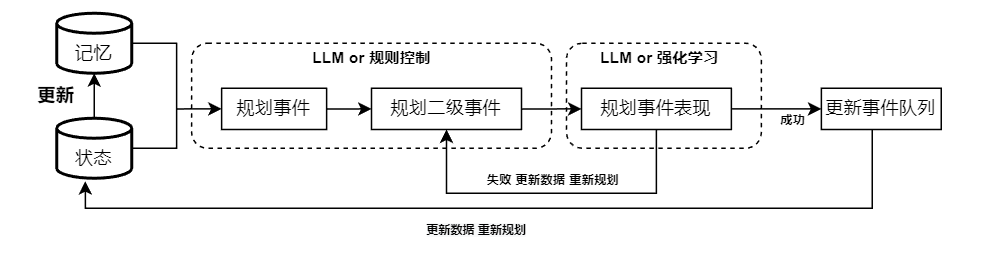 记忆
更新
状态
LLM or 规则控制
规划事件
规划二级事件
LLM or 强化学习
规划事件表现
成功
更新事件队列
失败 更新数据 重新规划
更新数据 重新规划